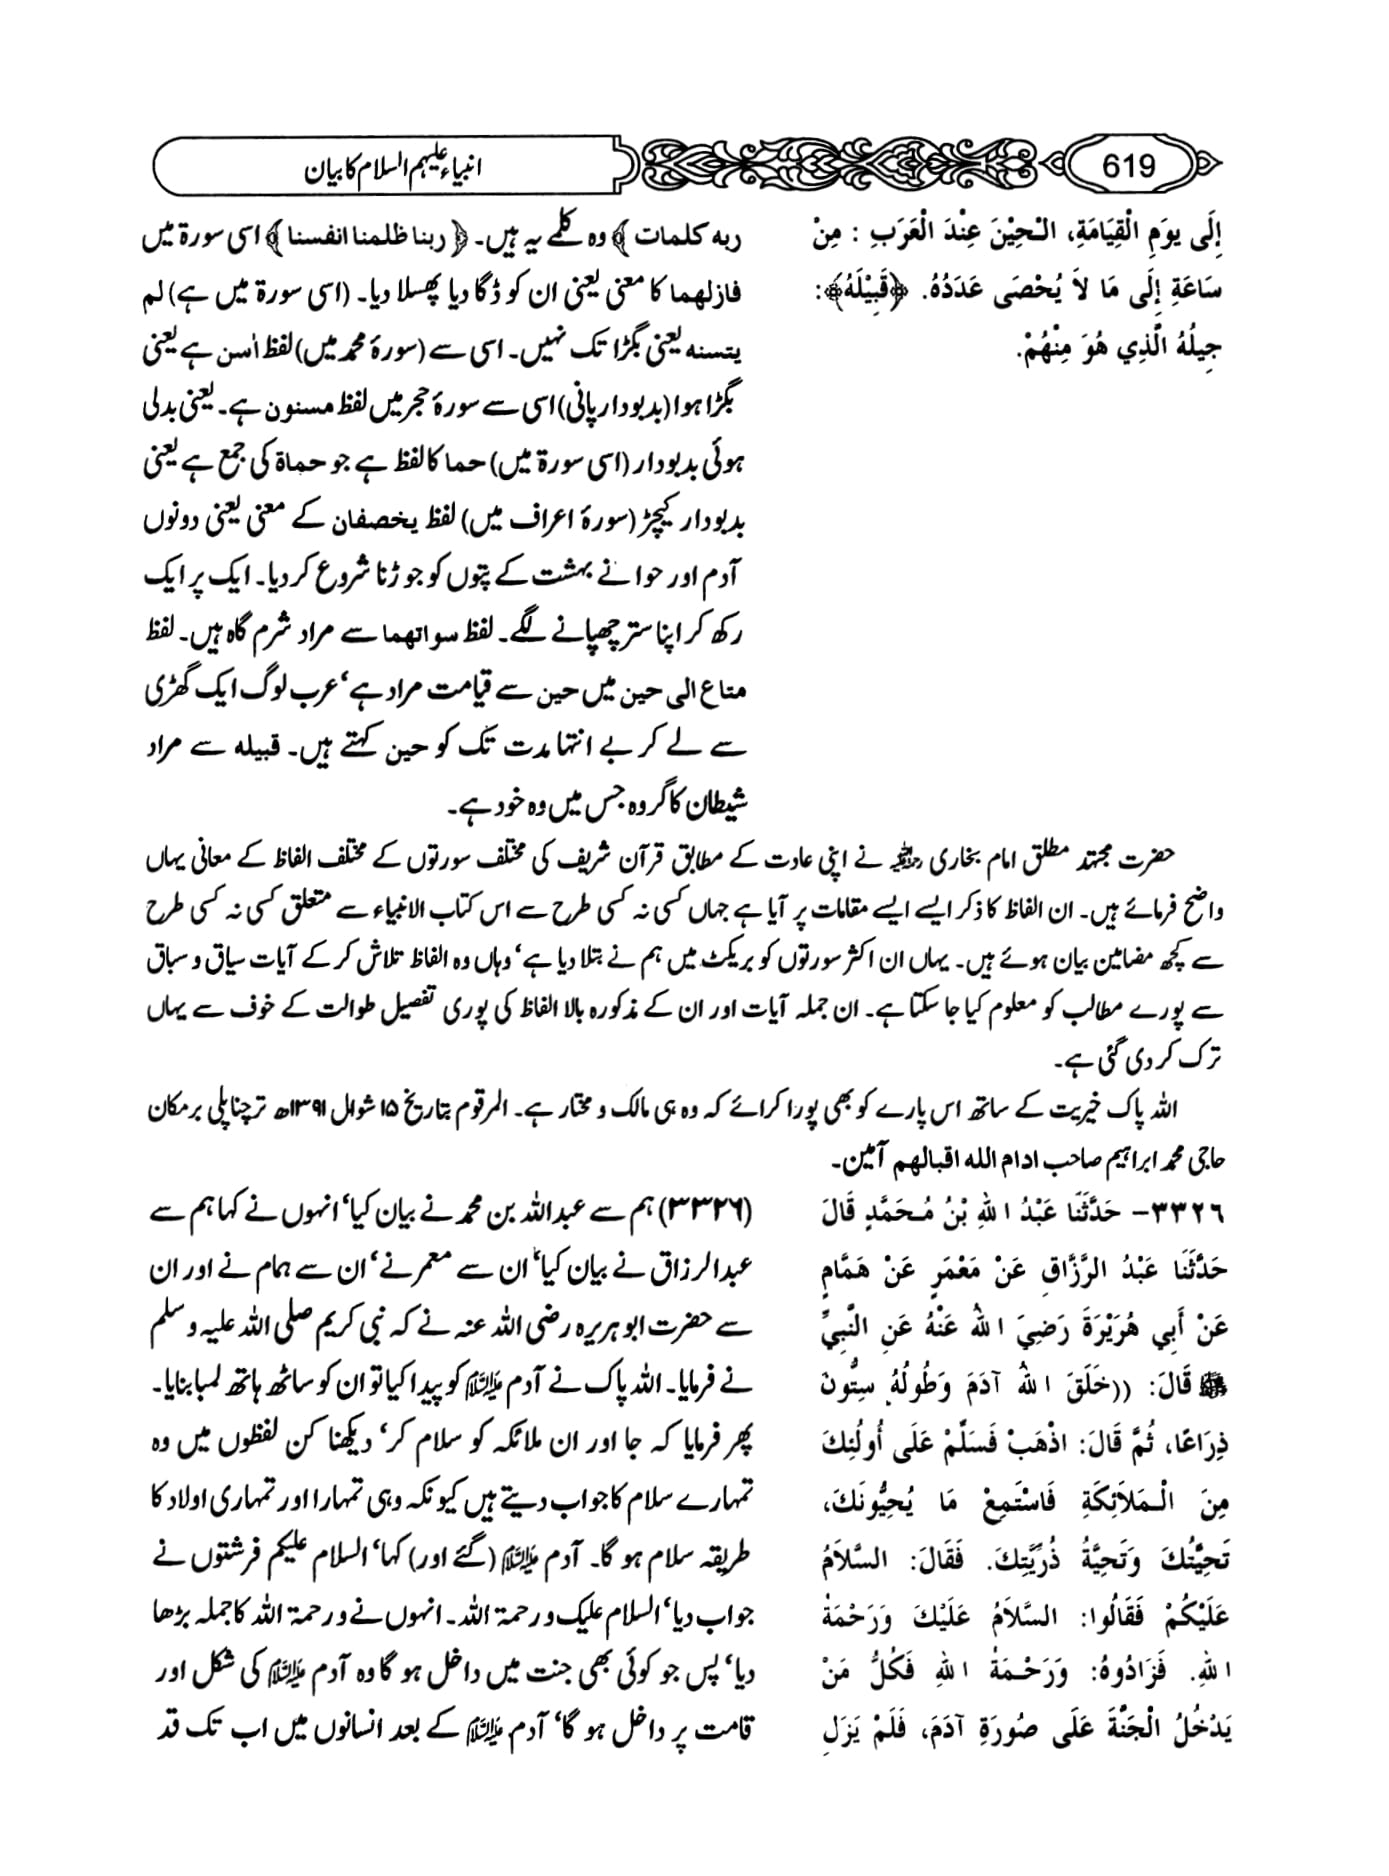 619
انبیاء علیہم السلام کا بیان
إِلَى يَومِ الْقِيَامَةِ، الْحِيْنَ عِنْدَ الْعَرَبِ : مِنْ
سَاعَةٍ إِلَى مَا لاَ يُحْصَى عَدَدُهُ. ﴿قَبِيْلَهُ﴾:
جِيلُهُ الَّذِي هُوَ مِنْهُمْ.
ربه کلمات﴾ وہ کلمے یہ ہیں۔ ﴿ربنا ظلمنا انفسنا﴾ اسی سورۃ میں
فازلهما کا معنی یعنی ان کو ڈگا دیا پھسلا دیا۔ (اسی سورۃ میں ہے) لم
یتسنه یعنی بگڑا تک نہیں۔ اسی سے (سورۂ محمد میں) لفظ اٰسن ہے یعنی
بگڑا ہوا (بدبودار پانی) اسی سے سورۂ حجر میں لفظ مسنون ہے۔ یعنی بدلی
ہوئی بدبودار (اسی سورۃ میں) حما کا لفظ ہے جو حماة کی جمع ہے یعنی
بدبودار کیچڑ (سورۂ اعراف میں) لفظ یخصفان کے معنی یعنی دونوں
آدم اور حوا نے بہشت کے پتوں کو جوڑنا شروع کر دیا۔ ایک پر ایک
رکھ کر اپنا ستر چھپانے لگے۔ لفظ سواتهما سے مراد شرم گاہ ہیں۔ لفظ
متاع الی حین میں حین سے قیامت مراد ہے‘ عرب لوگ ایک گھڑی
سے لے کر بے انتہا مدت تک کو حین کہتے ہیں۔ قبیله سے مراد
شیطان کا گروہ جس میں وہ خود ہے۔
حضرت مجتہد مطلق امام بخاری رحمۃ اللہ علیہ نے اپنی عادت کے مطابق قرآن شریف کی مختلف سورتوں کے مختلف الفاظ کے معانی یہاں
واضح فرمائے ہیں۔ ان الفاظ کا ذکر ایسے ایسے مقامات پر آیا ہے جہاں کسی نہ کسی طرح سے اس کتاب الانبیاء سے متعلق کسی نہ کسی طرح
سے کچھ مضامین بیان ہوئے ہیں۔ یہاں ان اکثر سورتوں کو بریکٹ میں ہم نے بتلا دیا ہے‘ وہاں وہ الفاظ تلاش کر کے آیات سیاق و سباق
سے پورے مطالب کو معلوم کیا جا سکتا ہے۔ ان جملہ آیات اور ان کے مذکورہ بالا الفاظ کی پوری تفصیل طوالت کے خوف سے یہاں
ترک کر دی گئی ہے۔
اللہ پاک خیریت کے ساتھ اس پارے کو بھی پورا کرائے کہ وہ ہی مالک و مختار ہے۔ المرقوم بتاریخ ۱۵ شوال ۱۳۹۱ھ ترچناپلی بر مکان
حاجی محمد ابراہیم صاحب ادام الله اقبالهم آمین۔
٣٣٢٦- حَدَّثَنَا عَبْدُ اللهِ بْنُ مُحَمَّدٍ قَالَ
حَدَّثَنَا عَبْدُ الرَّزَّاقِ عَنْ مَعْمَرٍ عَنْ هَمَّامٍ
عَنْ أَبِي هُرَيْرَةَ رَضِيَ اللهُ عَنْهُ عَنِ النَّبِيِّ
ﷺ قَالَ: ((خَلَقَ اللهُ آدَمَ وَطُولُهُ سِتُّونَ
ذِرَاعًا، ثُمَّ قَالَ: اذْهَبْ فَسَلِّمْ عَلَى أُولَئِكَ
مِنَ الْمَلاَئِكَةِ فَاسْتَمِعْ مَا يُحَيُّونَكَ،
تَحِيَّتُكَ وَتَحِيَّةُ ذُرِّيَّتِكَ. فَقَالَ: السَّلاَمُ
عَلَيْكُمْ فَقَالُوا: السَّلاَمُ عَلَيْكَ وَرَحْمَةُ
اللهِ. فَزَادُوهُ: وَرَحْمَةُ اللهِ فَكُلُّ مَنْ
يَدْخُلُ الْجَنَّةَ عَلَى صُورَةِ آدَمَ، فَلَمْ يَزَلِ
(۳۳۲۶) ہم سے عبداللہ بن محمد نے بیان کیا‘ انہوں نے کہا ہم سے
عبدالرزاق نے بیان کیا‘ ان سے معمر نے‘ ان سے ہمام نے اور ان
سے حضرت ابو ہریرہ رضی اللہ عنہ نے کہ نبی کریم صلی اللہ علیہ و سلم
نے فرمایا۔ اللہ پاک نے آدم علیہ السلام کو پیدا کیا تو ان کو ساٹھ ہاتھ لمبا بنایا۔
پھر فرمایا کہ جا اور ان ملائکہ کو سلام کر‘ دیکھنا کن لفظوں میں وہ
تمہارے سلام کا جواب دیتے ہیں کیونکہ وہی تمہارا اور تمہاری اولاد کا
طریقہ سلام ہو گا۔ آدم علیہ السلام (گئے اور) کہا‘ السلام علیکم فرشتوں نے
جواب دیا‘ السلام علیک و رحمۃ اللہ۔ انہوں نے و رحمۃ اللہ کا جملہ بڑھا
دیا‘ پس جو کوئی بھی جنت میں داخل ہو گا وہ آدم علیہ السلام کی شکل اور
قامت پر داخل ہو گا‘ آدم علیہ السلام کے بعد انسانوں میں اب تک قد